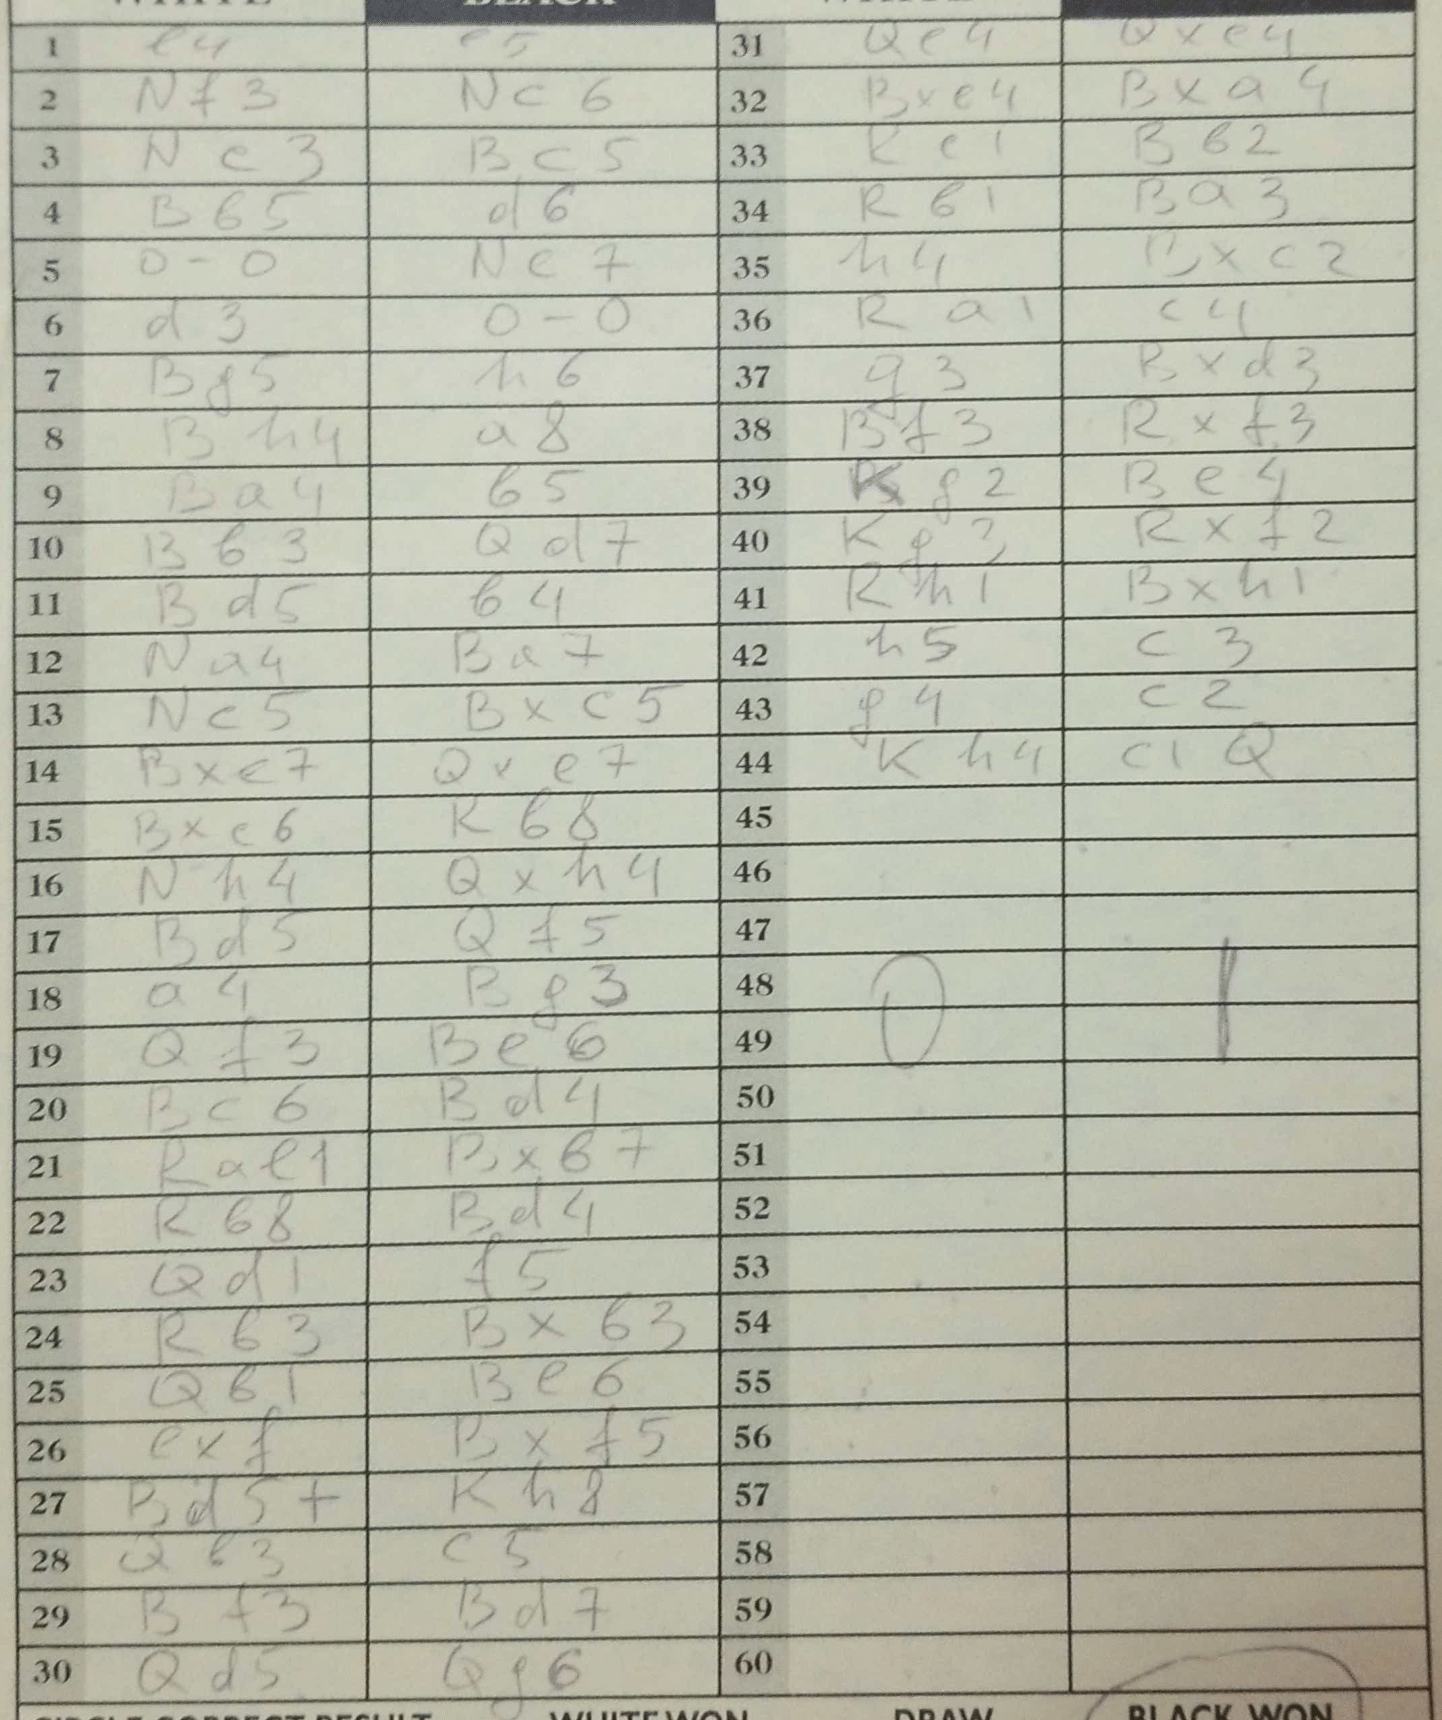 WHITE BLACK WHITE
1 e4 e5 31 Qe4 Qxe4
2 Nf3 Nc6 32 Bxe4 Bxa4
3 Nc3 Bc5 33 Rc1 Bb2
4 Bb5 d6 34 Rb1 Ba3
5 0-0 Ne7 35 h4 Bxc2
6 d3 0-0 36 Ra1 c4
7 Bg5 h6 37 g3 Bxd3
8 Bh4 a8 38 Bf3 Rxf3
9 Ba4 b5 39 Kg2 Be4
10 Bb3 Qd7 40 Kg3 Rxf2
11 Bd5 b4 41 Rh1 Bxh1
12 Na4 Ba7 42 h5 c3
13 Nc5 Bxc5 43 g4 c2
14 Bxe7 Qxe7 44 Kh4 c1Q
15 Bxc6 Rb8 45
16 Nh4 Qxh4 46
17 Bd5 Qf5 47
18 a4 Bg3 48 0 1
19 Qf3 Be6 49
20 Bc6 Bd4 50
21 Rae1 Bxb7 51
22 Rb8 Bd4 52
23 Qd1 f5 53
24 Rb3 Bxb3 54
25 Qb1 Be6 55
26 exf Bxf5 56
27 Bd5+ Kh8 57
28 Qb3 c5 58
29 Bf3 Bd7 59
30 Qd5 Qg6 60
CIRCLE CORRECT RESULT WHITE WON DRAW BLACK WON